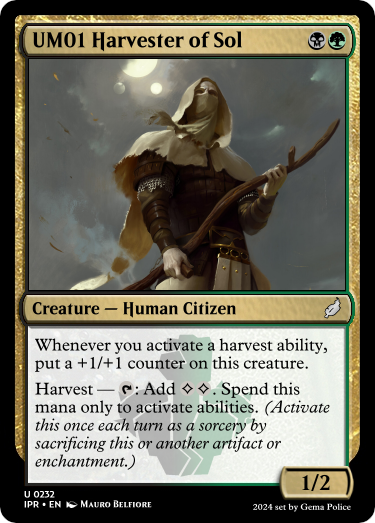 UM01 Harvester of Sol
Creature — Human Citizen
Whenever you activate a harvest ability,
put a +1/+1 counter on this creature.
Harvest — : Add . Spend this
mana only to activate abilities. (Activate
this once each turn as a sorcery by
sacrificing this or another artifact or
enchantment.)
1/2
U 0232
IPR • EN Mauro Belfiore
2024 set by Gema Police